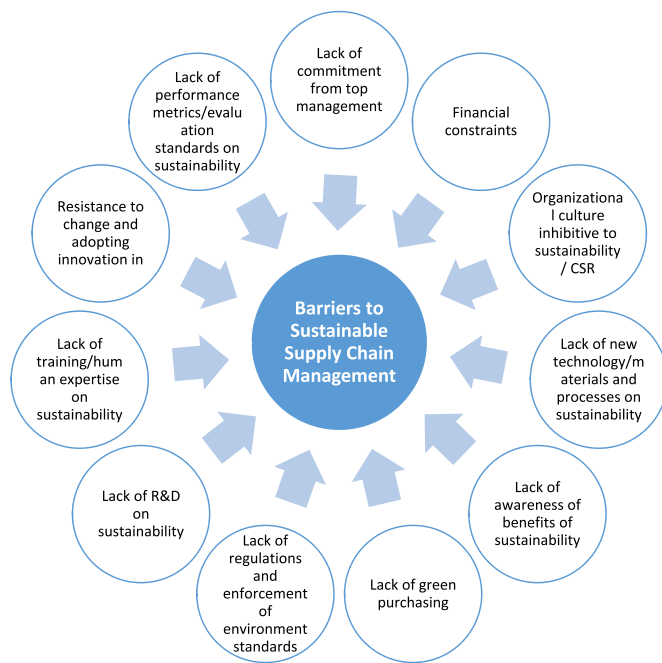 Lack of
commitment
from top
management
Financial
constraints
Organizationa
l culture
inhibitive to
sustainability
/ CSR
Lack of new
technology/m
aterials and
processes on
sustainability
Lack of
awareness of
benefits of
sustainability
Lack of green
purchasing
Lack of
regulations
and
enforcement
of
environment
standards
Lack of R&D
on
sustainability
Lack of
training/hum
an expertise
on
sustainability
Resistance to
change and
adopting
innovation in
Lack of
performance
metrics/evalu
ation
standards on
sustainability
Barriers to
Sustainable
Supply Chain
Management